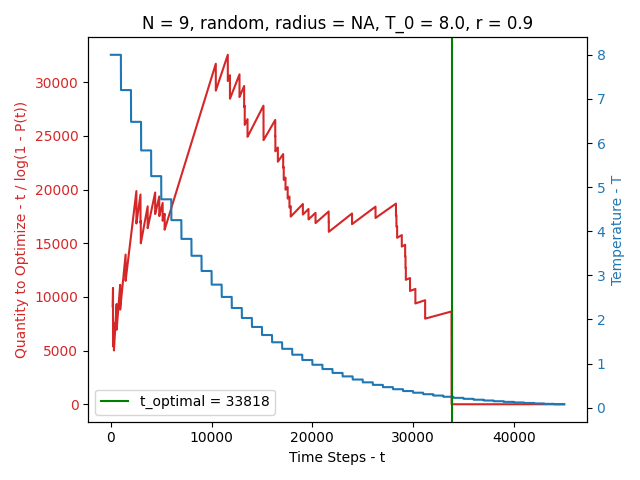 N = 9, random, radius = NA, T_0 = 8.0, r = 0.9
Quantity to Optimize - t / log(1 - P(t))
30000
25000
20000
15000
10000
5000
0
8
7
6
5
4
3
2
1
0
Temperature - T
t_optimal = 33818
0 10000 20000 30000 40000
Time Steps - t